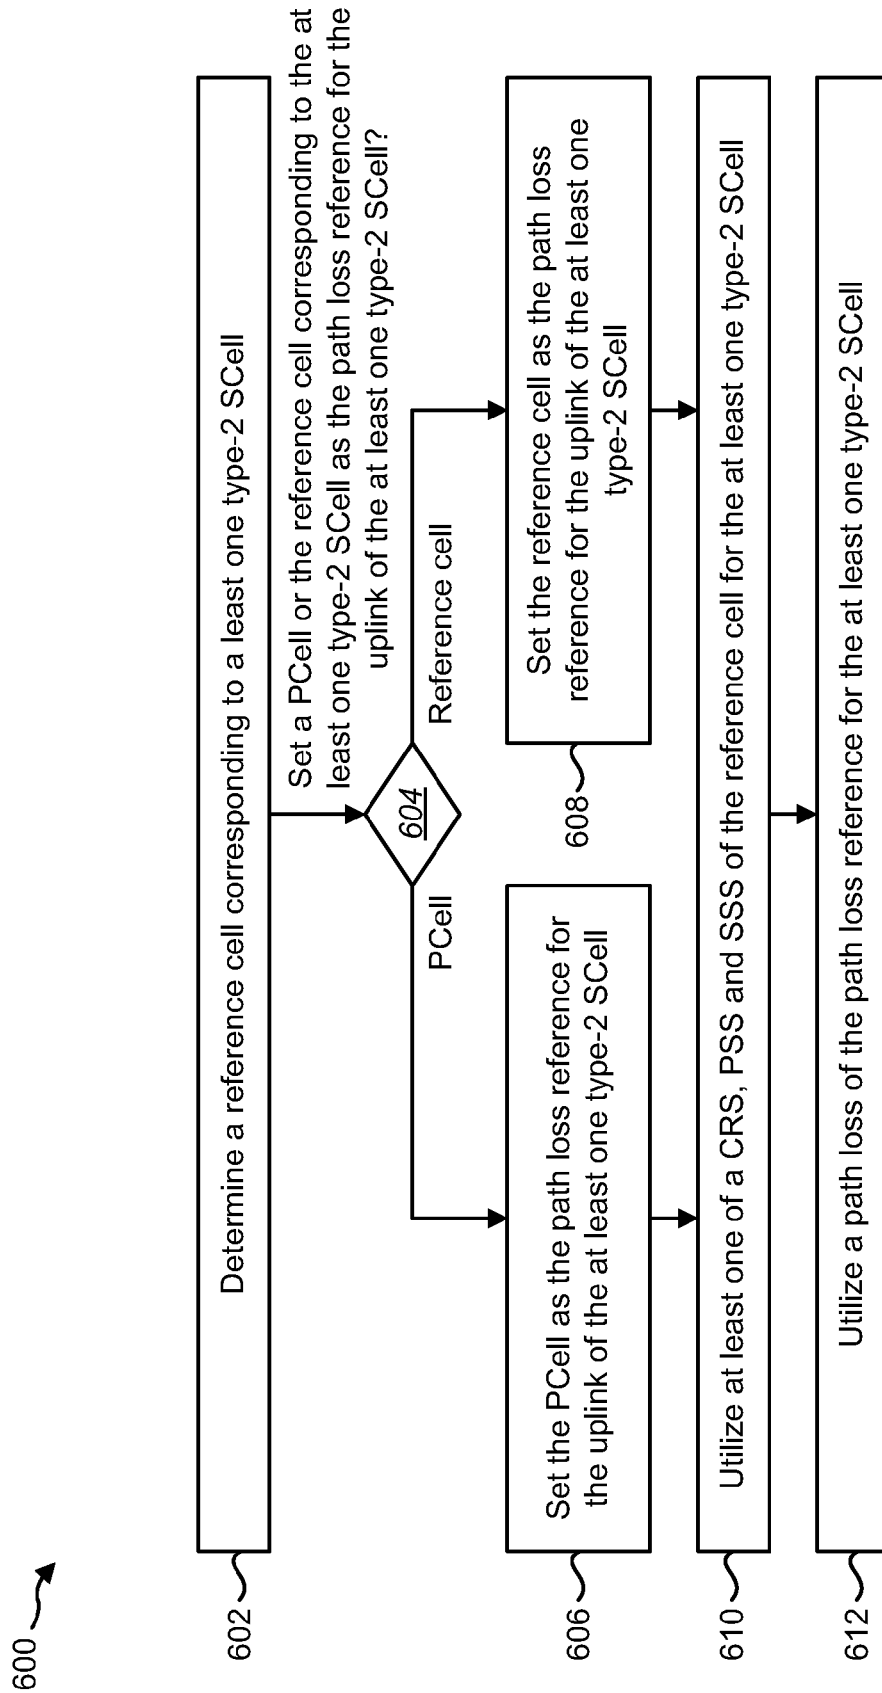 600
602
Determine a reference cell corresponding to a least one type-2 SCell
Set a PCell or the reference cell corresponding to the at
least one type-2 SCell as the path loss reference for the
uplink of the at least one type-2 SCell?
604
PCell
Reference cell
606
Set the PCell as the path loss reference for
the uplink of the at least one type-2 SCell
608
Set the reference cell as the path loss
reference for the uplink of the at least one
type-2 SCell
610
Utilize at least one of a CRS, PSS and SSS of the reference cell for the at least one type-2 SCell
612
Utilize a path loss of the path loss reference for the at least one type-2 SCell